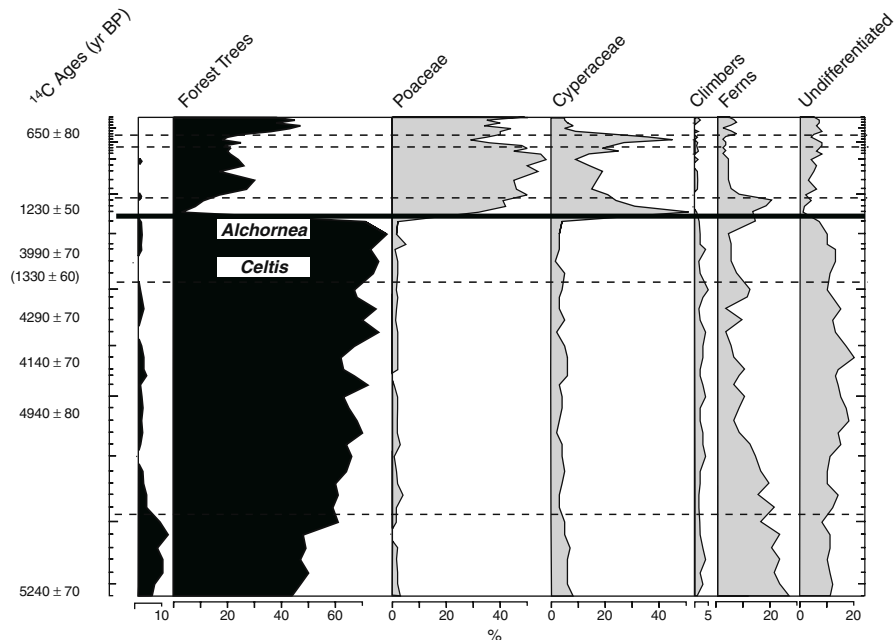 ¹⁴C Ages (yr BP)
Forest Trees
Poaceae
Cyperaceae
Climbers
Ferns
Undifferentiated
650 ± 80
1230 ± 50
3990 ± 70
(1330 ± 60)
4290 ± 70
4140 ± 70
4940 ± 80
5240 ± 70
Alchornea
Celtis
10 20 40 60 0 20 40 0 20 40 5 20 0 20
%